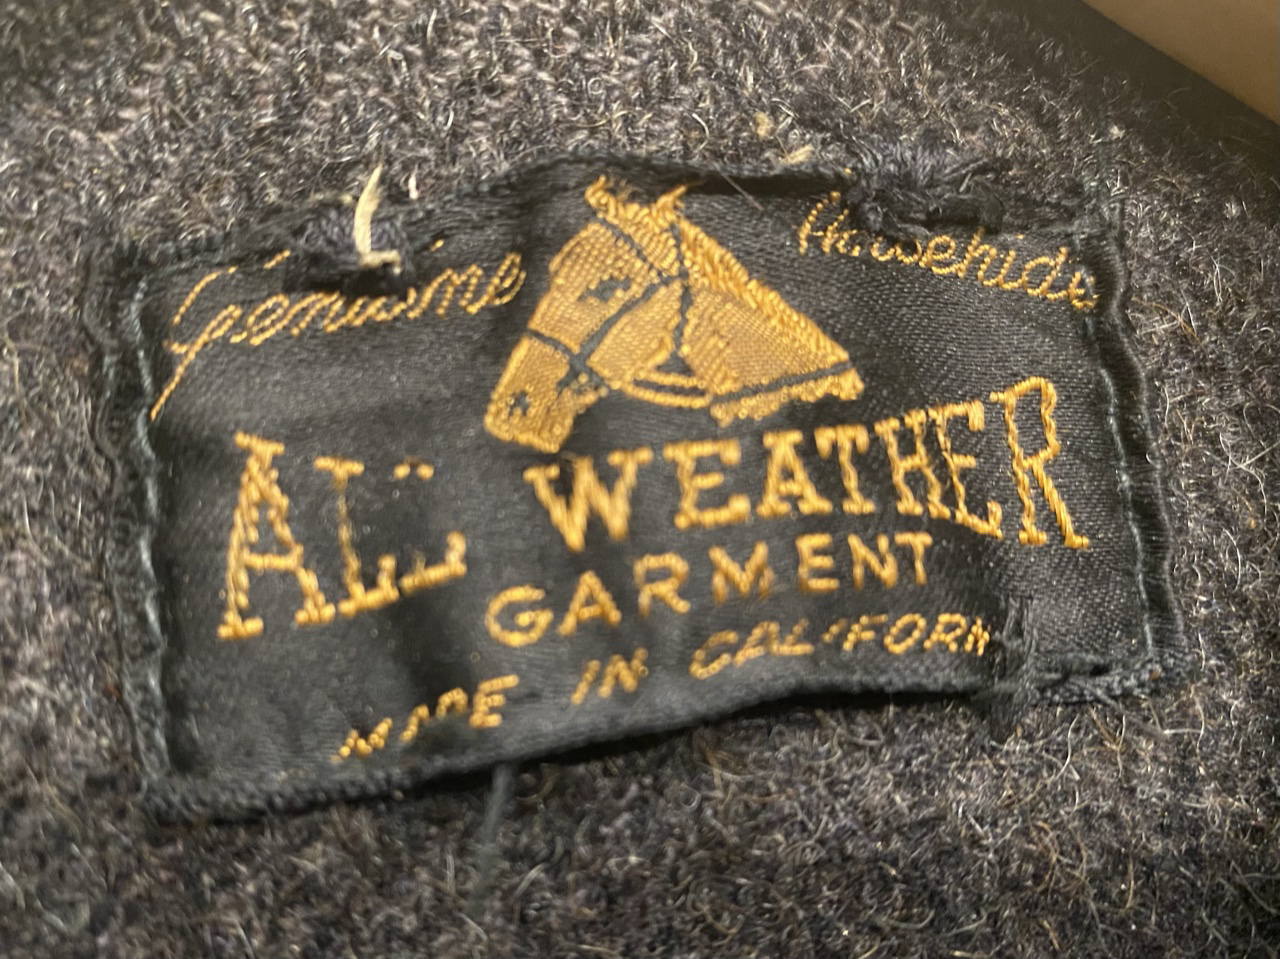 Genuine Horsehide
ALL WEATHER
GARMENT
MADE IN CALIFORN